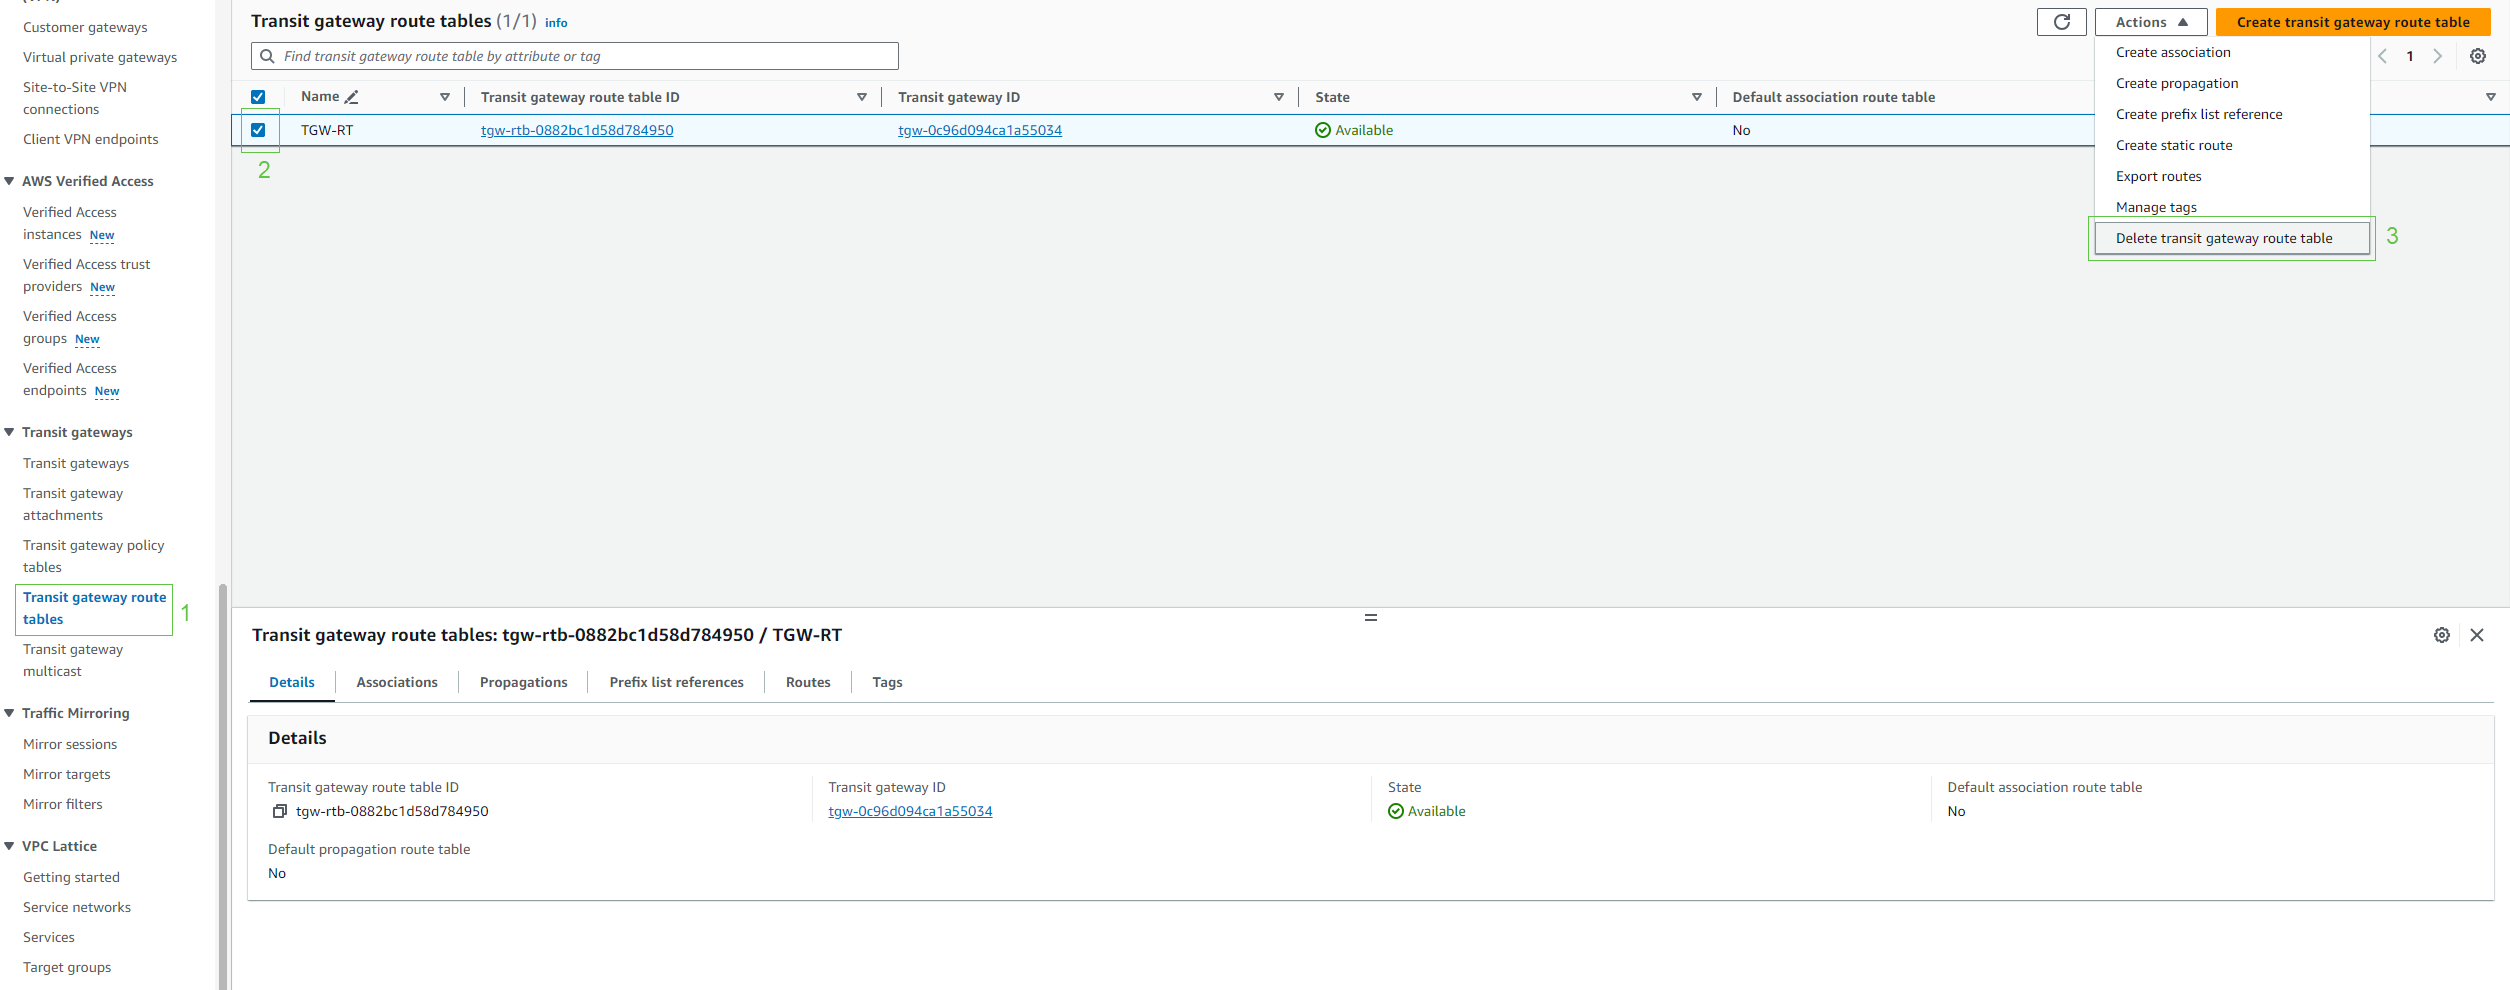 Customer gateways
Virtual private gateways
Site-to-Site VPN
connections
Client VPN endpoints
AWS Verified Access
Verified Access
instances New
Verified Access trust
providers New
Verified Access
groups New
Verified Access
endpoints New
Transit gateways
Transit gateways
Transit gateway
attachments
Transit gateway policy
tables
Transit gateway route
tables
1
Transit gateway
multicast
Traffic Mirroring
Mirror sessions
Mirror targets
Mirror filters
VPC Lattice
Getting started
Service networks
Services
Target groups
Transit gateway route tables (1/1) info
Actions
Create transit gateway route table
Find transit gateway route table by attribute or tag
1
Name
Transit gateway route table ID
Transit gateway ID
State
Default association route table
TGW-RT
tgw-rtb-0882bc1d58d784950
tgw-0c96d094ca1a55034
Available
No
2
Create association
Create propagation
Create prefix list reference
Create static route
Export routes
Manage tags
Delete transit gateway route table
3
Transit gateway route tables: tgw-rtb-0882bc1d58d784950 / TGW-RT
Details
Associations
Propagations
Prefix list references
Routes
Tags
Details
Transit gateway route table ID
tgw-rtb-0882bc1d58d784950
Transit gateway ID
tgw-0c96d094ca1a55034
State
Available
Default association route table
No
Default propagation route table
No